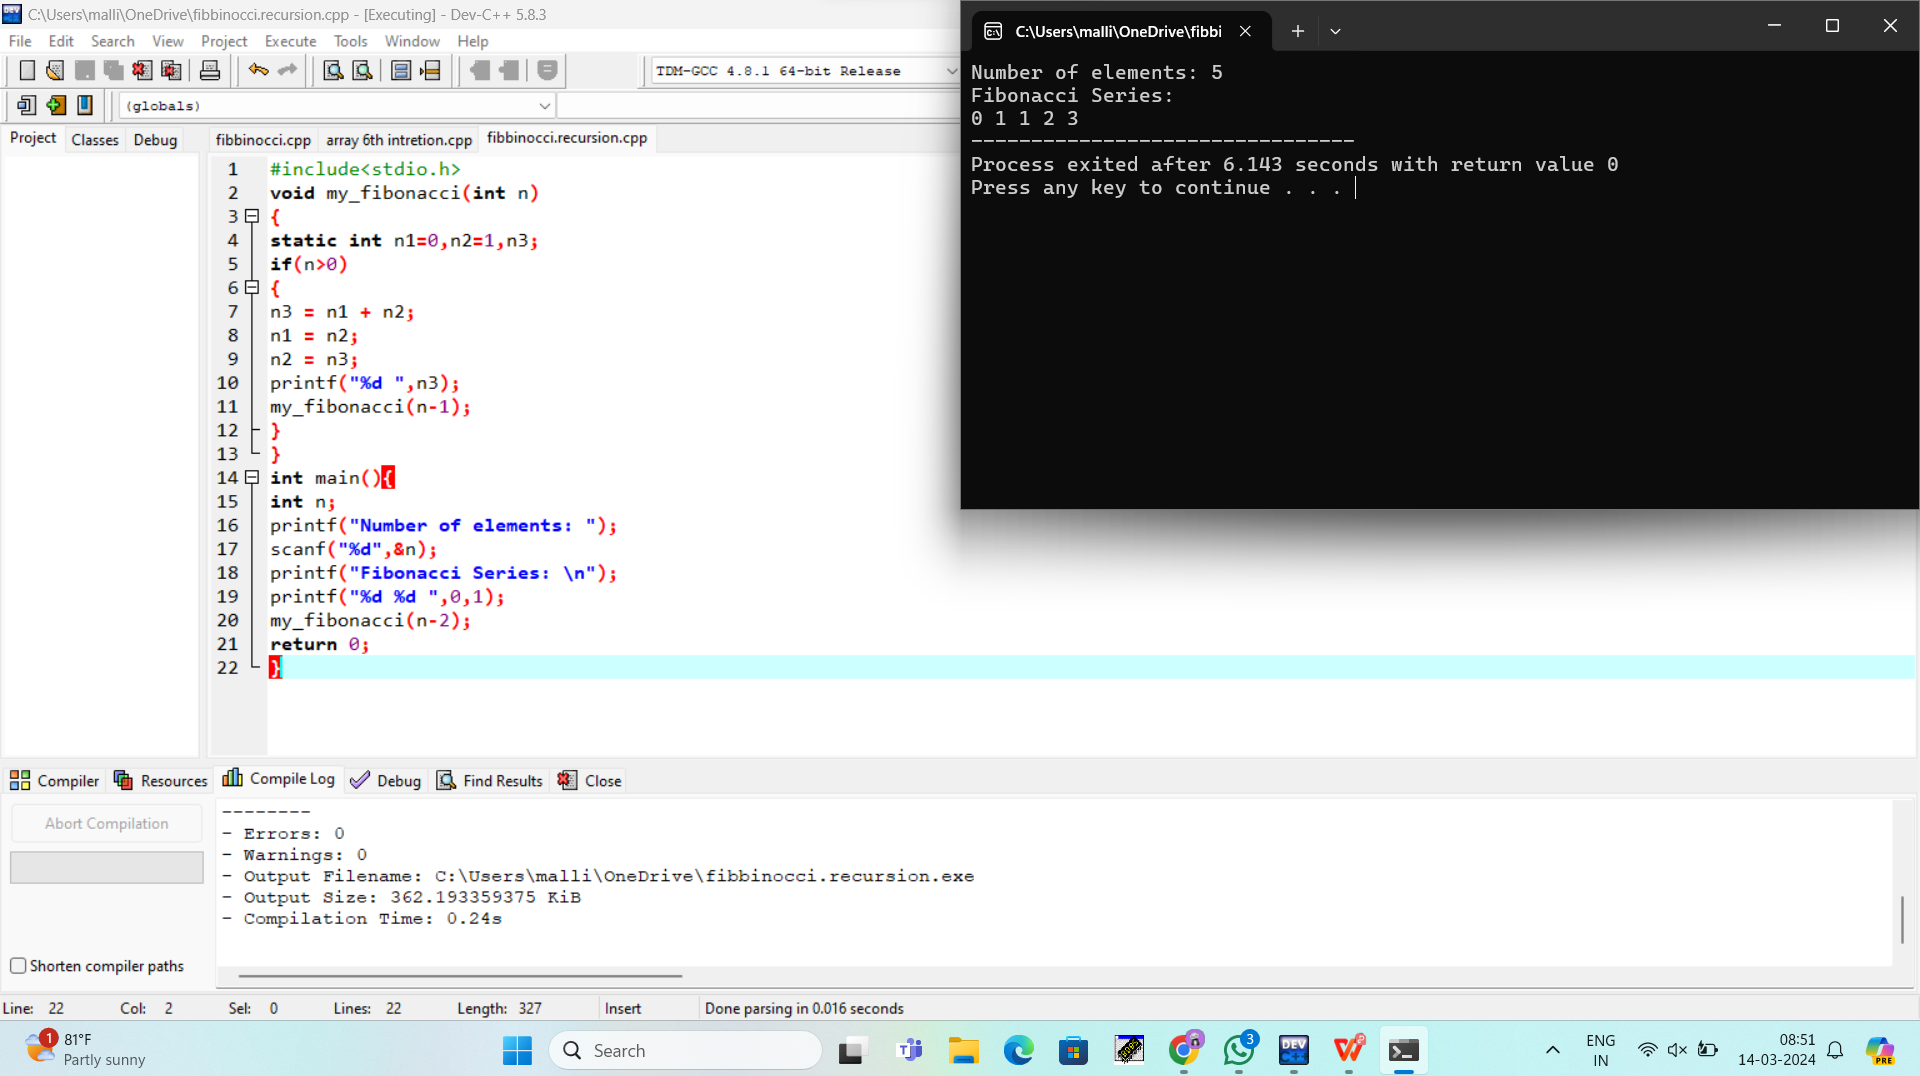 C:\Users\malli\OneDrive\fibbinocci.recursion.cpp - [Executing] - Dev-C++ 5.8.3
File Edit Search View Project Execute Tools Window Help
TDM-GCC 4.8.1 64-bit Release
(globals)
Project Classes Debug
fibbinocci.cpp array 6th intretion.cpp fibbinocci.recursion.cpp
1 #include<stdio.h>
2 void my_fibonacci(int n)
3 {
4 static int n1=0,n2=1,n3;
5 if(n>0)
6 {
7 n3 = n1 + n2;
8 n1 = n2;
9 n2 = n3;
10 printf("%d ",n3);
11 my_fibonacci(n-1);
12 }
13 }
14 int main(){
15 int n;
16 printf("Number of elements: ");
17 scanf("%d",&n);
18 printf("Fibonacci Series: \n");
19 printf("%d %d ",0,1);
20 my_fibonacci(n-2);
21 return 0;
22 }
C:\Users\malli\OneDrive\fibbi
Number of elements: 5
Fibonacci Series:
0 1 1 2 3
--------------------------------
Process exited after 6.143 seconds with return value 0
Press any key to continue . . .
Compiler Resources Compile Log Debug Find Results Close
Abort Compilation
Shorten compiler paths
--------
- Errors: 0
- Warnings: 0
- Output Filename: C:\Users\malli\OneDrive\fibbinocci.recursion.exe
- Output Size: 362.193359375 KiB
- Compilation Time: 0.24s
Line: 22 Col: 2 Sel: 0 Lines: 22 Length: 327 Insert Done parsing in 0.016 seconds
1
81°F
Partly sunny
Search
3
DEV
C++
ENG
IN
08:51
14-03-2024
PRE